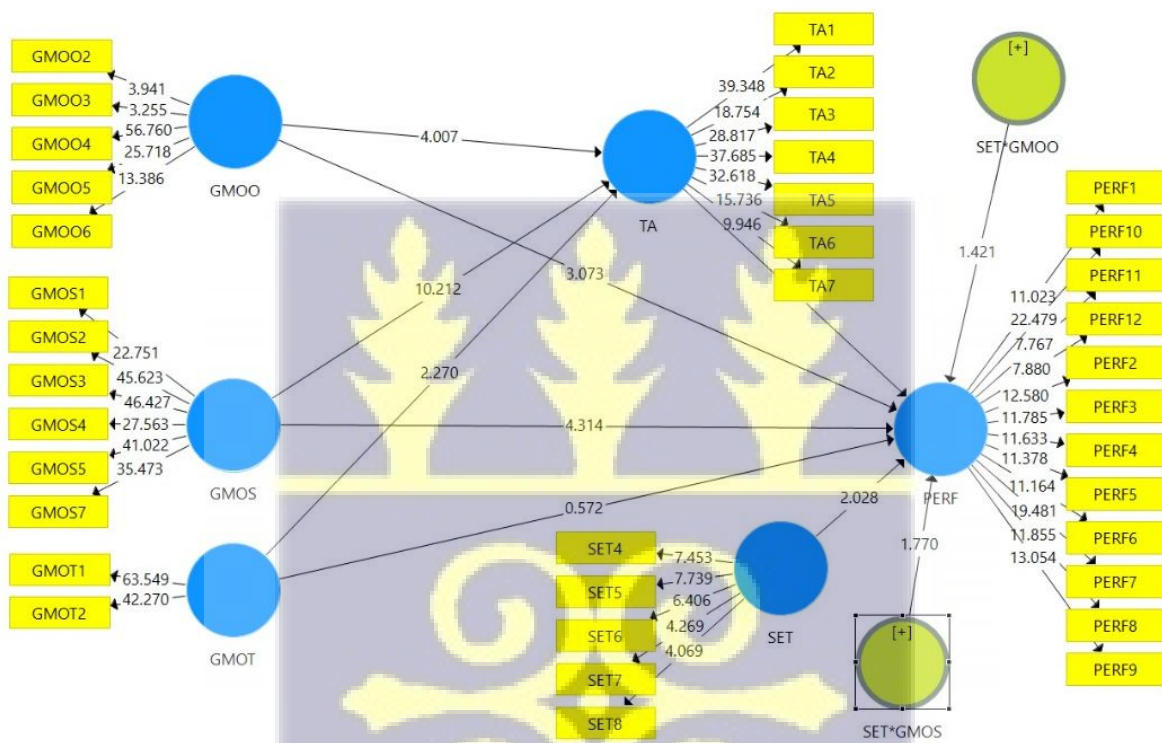 GMOO2
GMOO3
GMOO4
GMOO5
GMOO6
3.941
3.255
56.760
25.718
13.386
GMOO
4.007
TA1
TA2
TA3
TA4
TA5
TA6
TA7
39.348
18.754
28.817
37.685
32.618
15.736
9.946
TA
[+]
SET*GMOO
1.421
3.073
10.212
2.270
GMOS1
GMOS2
GMOS3
GMOS4
GMOS5
GMOS7
22.751
45.623
46.427
27.563
41.022
35.473
GMOS
4.314
PERF1
PERF10
PERF11
PERF12
PERF2
PERF3
PERF4
PERF5
PERF6
PERF7
PERF8
PERF9
11.023
22.479
7.767
7.880
12.580
11.785
11.633
11.378
11.164
19.481
11.855
13.054
PERF
GMOT1
GMOT2
63.549
42.270
GMOT
0.572
2.028
1.770
SET4
SET5
SET6
SET7
SET8
7.453
7.739
6.406
4.269
4.069
SET
[+]
SET*GMOS